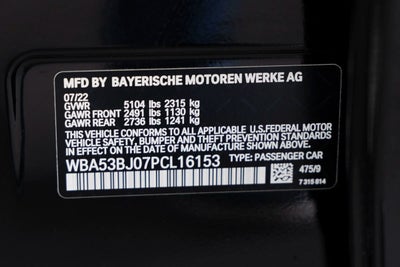 MFD BY BAYERISCHE MOTOREN WERKE AG
07/22
GVWR 5104 lbs 2315 kg
GAWR FRONT 2491 lbs 1130 kg
GAWR REAR 2736 lbs 1241 kg
THIS VEHICLE CONFORMS TO ALL APPLICABLE U.S. FEDERAL MOTOR
VEHICLE SAFETY, BUMPER AND THEFT PREVENTION STANDARDS
IN EFFECT ON THE DATE OF MANUFACTURE SHOWN ABOVE.
WBA53BJ07PCL16153 TYPE: PASSENGER CAR
475/9
7 315 814